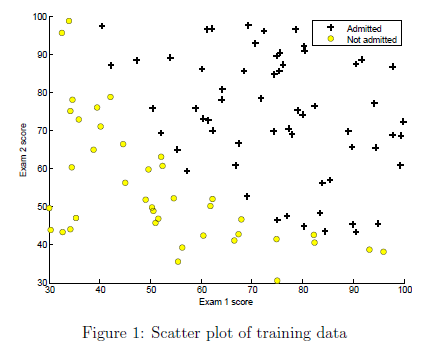 100
90
80
70
60
50
40
30
Exam 2 score
Admitted
Not admitted
30 40 50 60 70 80 90 100
Exam 1 score
Figure 1: Scatter plot of training data